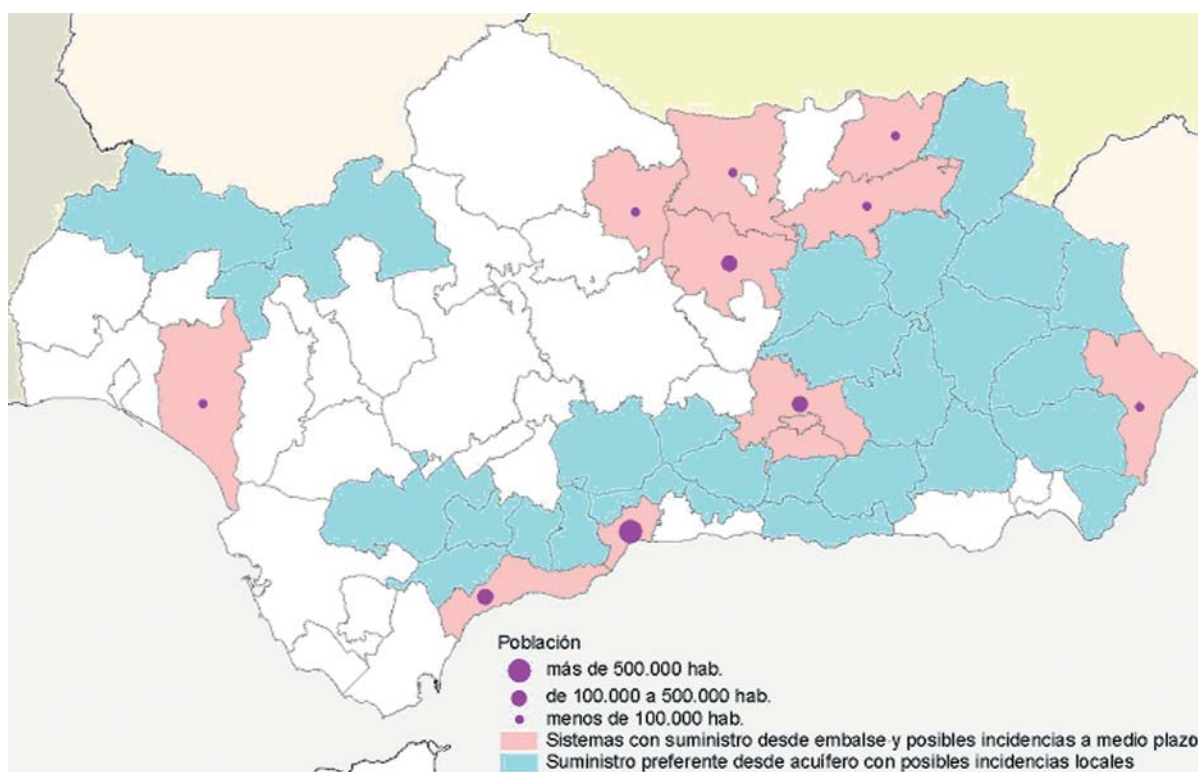 Población
más de 500.000 hab.
de 100.000 a 500.000 hab.
menos de 100.000 hab.
Sistemas con suministro desde embalse y posibles incidencias a medio plazo
Suministro preferente desde acuífero con posibles incidencias locales